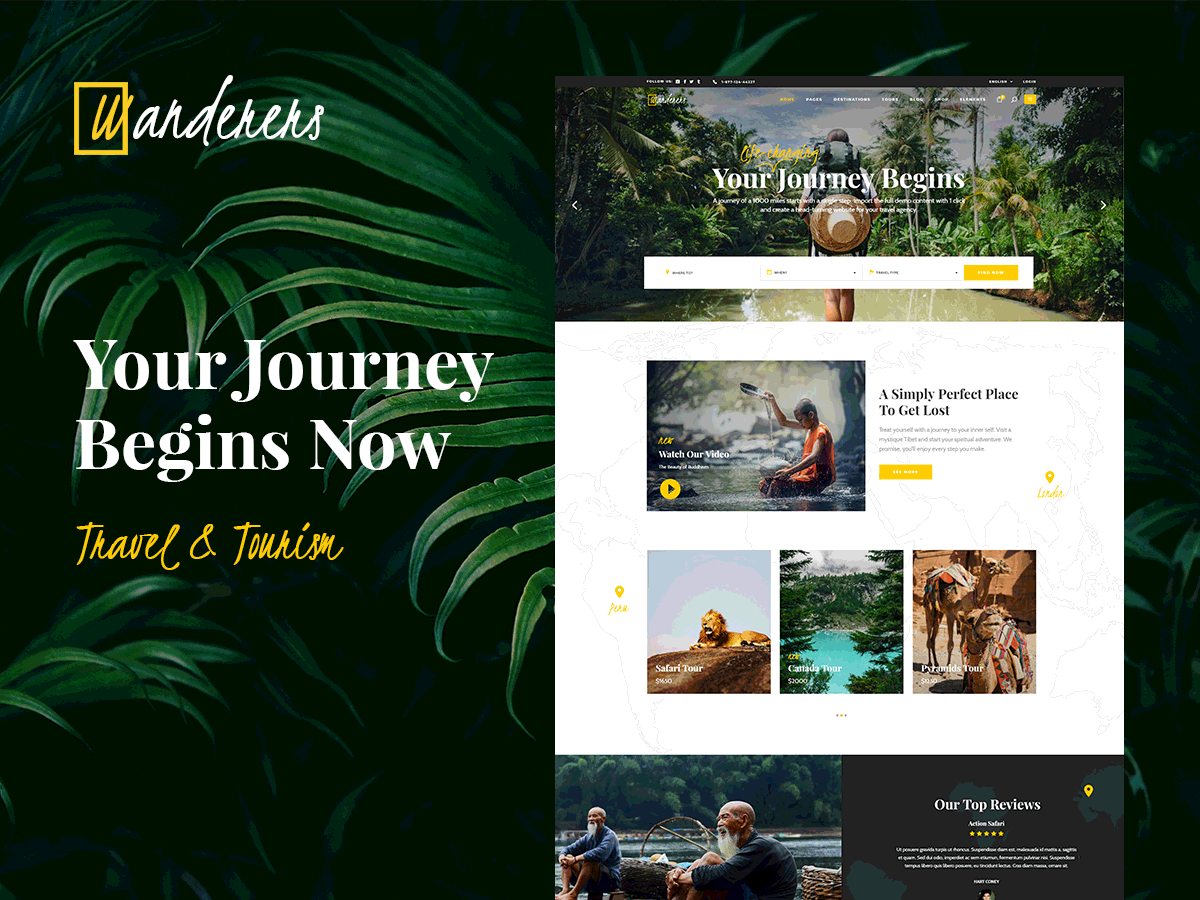 Wanderers
Your Journey
Begins Now
Travel & Tourism
FOLLOW US:
1-877-124-44227
ENGLISH
LOGIN
Wanderers
HOME PAGES DESTINATIONS TOURS BLOG SHOP ELEMENTS
life-changing
Your Journey Begins
A journey of a 1000 miles starts with a single step. Import the full demo content with 1 click
and create a head-turning website for your travel agency.
WHERE TO?
WHEN?
TRAVEL TYPE
FIND NOW
new
Watch Our Video
The Beauty of Buddhism
A Simply Perfect Place
To Get Lost
Treat yourself with a journey to your inner self. Visit a
mystique Tibet and start your spiritual adventure. We
promise, you'll enjoy every step you make.
SEE MORE
London
Peru
Safari Tour
$1650
new
Canada Tour
$2000
Pyramids Tour
$1250
Our Top Reviews
Action Safari
Ut posuere gravida turpis ut rhoncus. Suspendisse diam est, malesuada id mattis a, sagittis
et quam. Sed dui odio, imperdiet ac sem etiumun, fermentum pulvinar nisi. Suspendisse
tempus libero quis libero posuere, eu tincidunt lectus. Cras diam massa, ornare sit.
HART CONEY